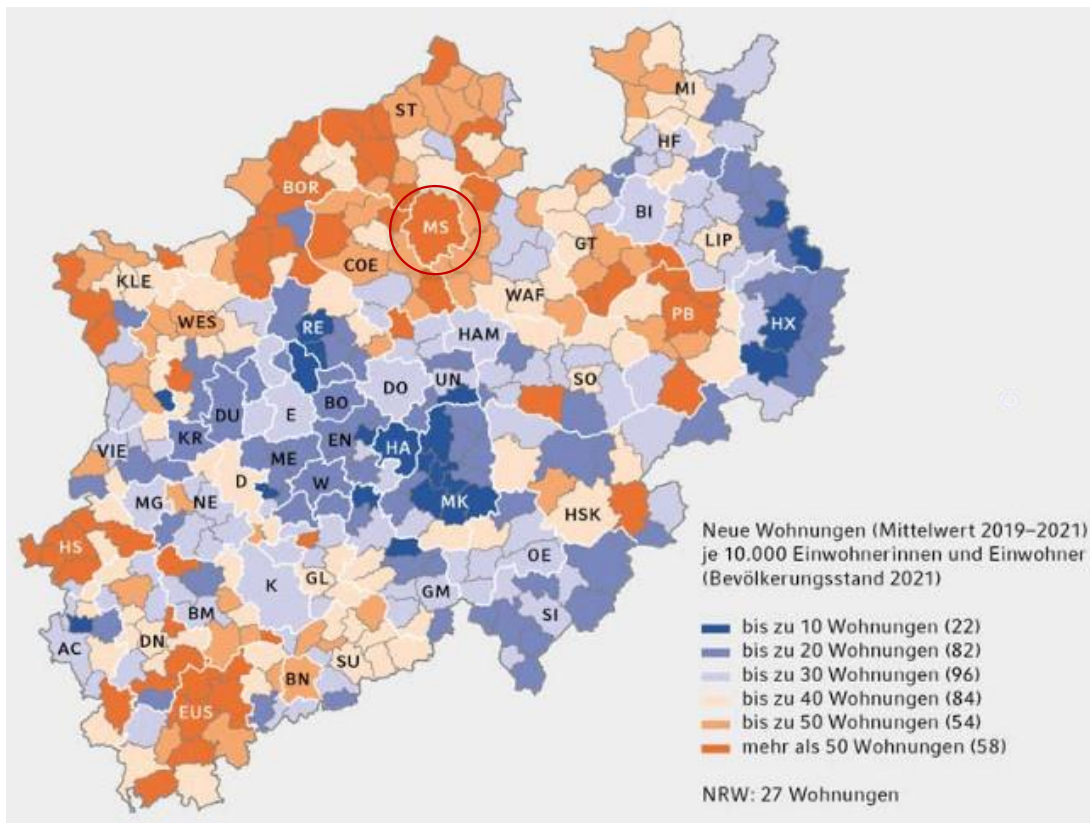 ST
MI
HF
BOR
MS
BI
GT
LIP
COE
KLE
WAF
PB
HX
WES
RE
HAM
DO
UN
SO
BO
E
DU
EN
HA
KR
ME
VIE
D
W
MK
MG
NE
HSK
HS
OE
K
GL
GM
SI
BM
DN
AC
SU
BN
EUS
Neue Wohnungen (Mittelwert 2019–2021)
je 10.000 Einwohnerinnen und Einwohner
(Bevölkerungsstand 2021)
bis zu 10 Wohnungen (22)
bis zu 20 Wohnungen (82)
bis zu 30 Wohnungen (96)
bis zu 40 Wohnungen (84)
bis zu 50 Wohnungen (54)
mehr als 50 Wohnungen (58)
NRW: 27 Wohnungen